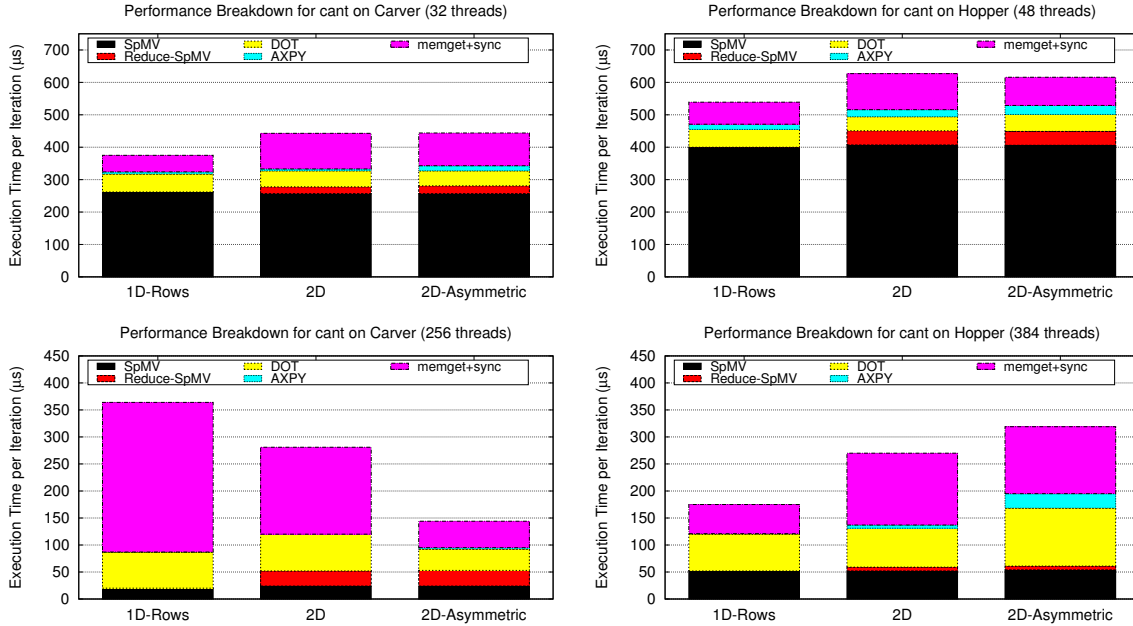 Performance Breakdown for cant on Carver (32 threads)
Execution Time per Iteration (µs)
700
600
500
400
300
200
100
0
SpMV
Reduce-SpMV
DOT
AXPY
memget+sync
1D-Rows 2D 2D-Asymmetric
Performance Breakdown for cant on Hopper (48 threads)
Execution Time per Iteration (µs)
700
600
500
400
300
200
100
0
SpMV
Reduce-SpMV
DOT
AXPY
memget+sync
1D-Rows 2D 2D-Asymmetric
Performance Breakdown for cant on Carver (256 threads)
Execution Time per Iteration (µs)
450
400
350
300
250
200
150
100
50
0
SpMV
Reduce-SpMV
DOT
AXPY
memget+sync
1D-Rows 2D 2D-Asymmetric
Performance Breakdown for cant on Hopper (384 threads)
Execution Time per Iteration (µs)
450
400
350
300
250
200
150
100
50
0
SpMV
Reduce-SpMV
DOT
AXPY
memget+sync
1D-Rows 2D 2D-Asymmetric